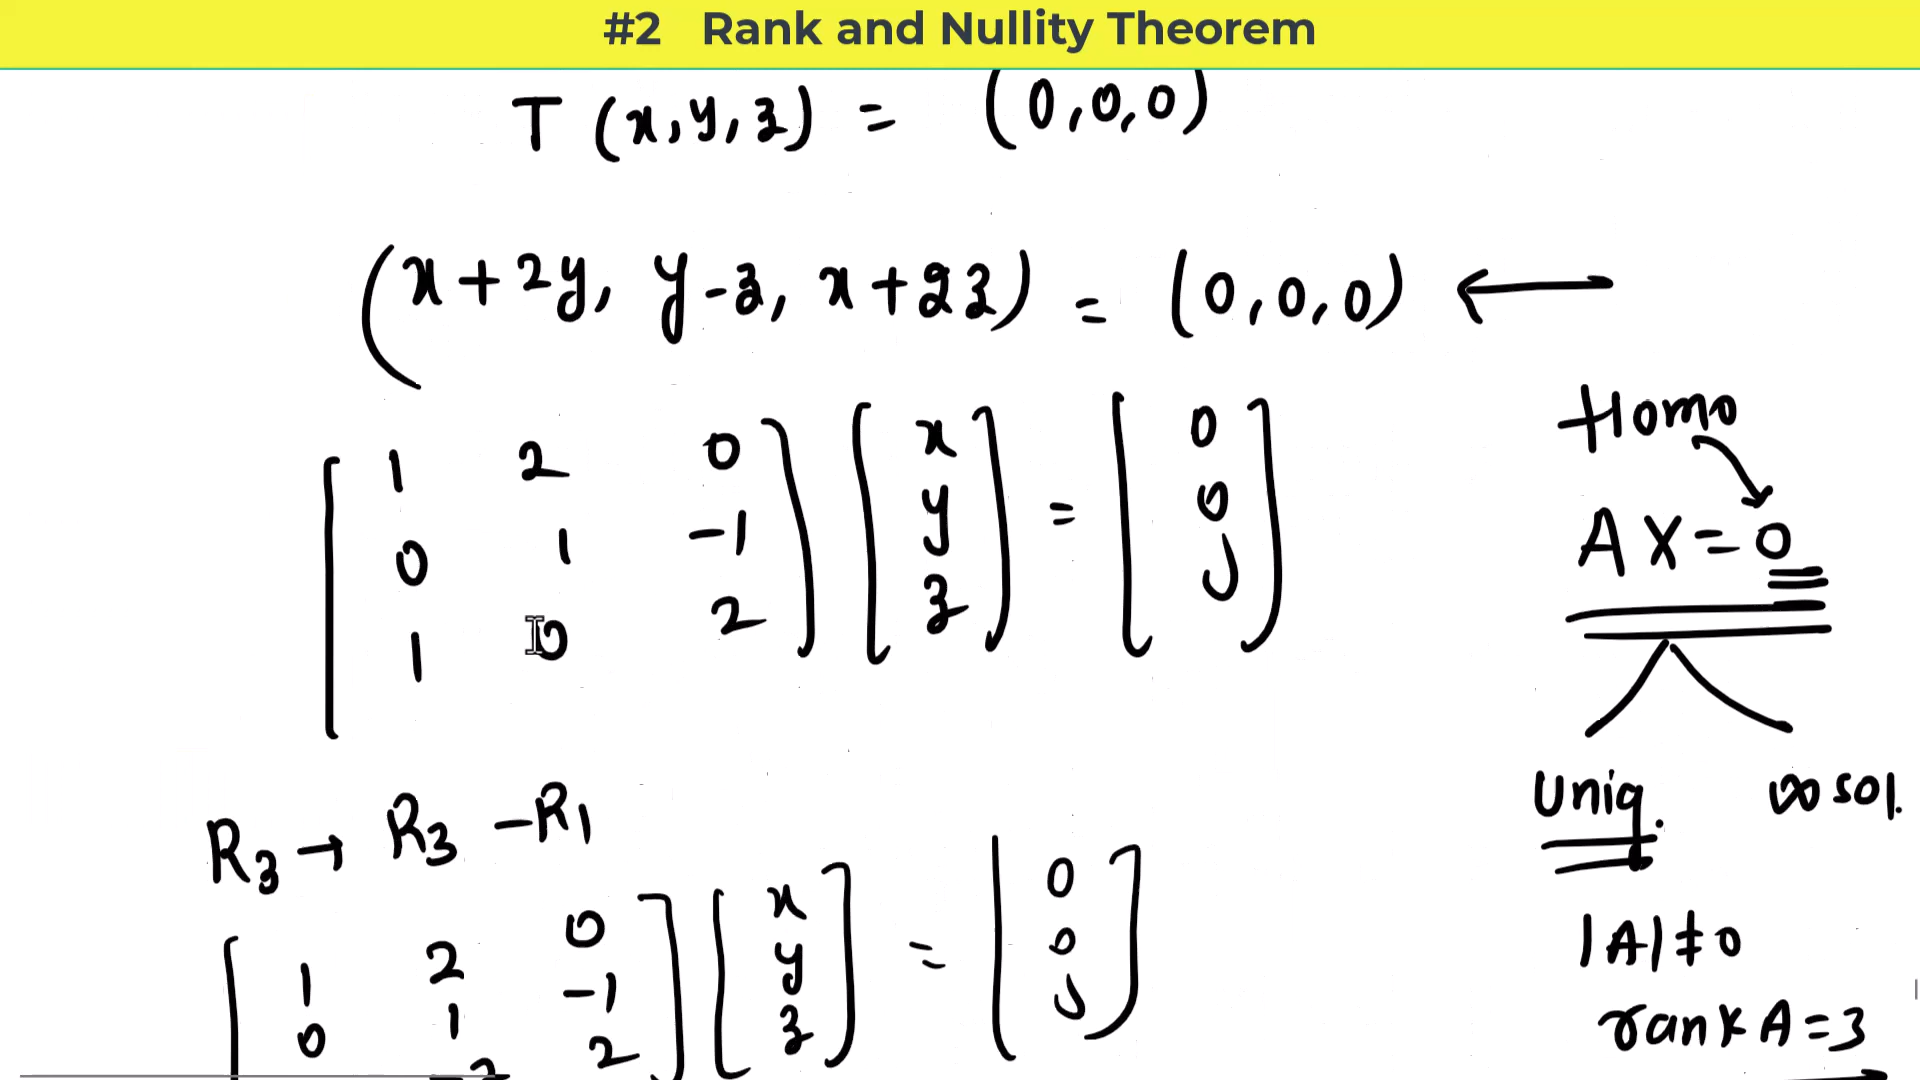 #2 Rank and Nullity Theorem
T (x, y, z) = (0, 0, 0)
(x + 2y, y - z, x + 2z) = (0, 0, 0) ←
[1 2 0] [x] = [0]
[0 1 -1] [y] [0]
[1 0 2] [z] [0]
R3 → R3 - R1
[1 2 0] [x] = [0]
[0 1 -1] [y] [0]
-2 2] [z] [0]
Homo
AX = 0
Uniq. ∞ sol.
|A| ≠ 0
rank A = 3